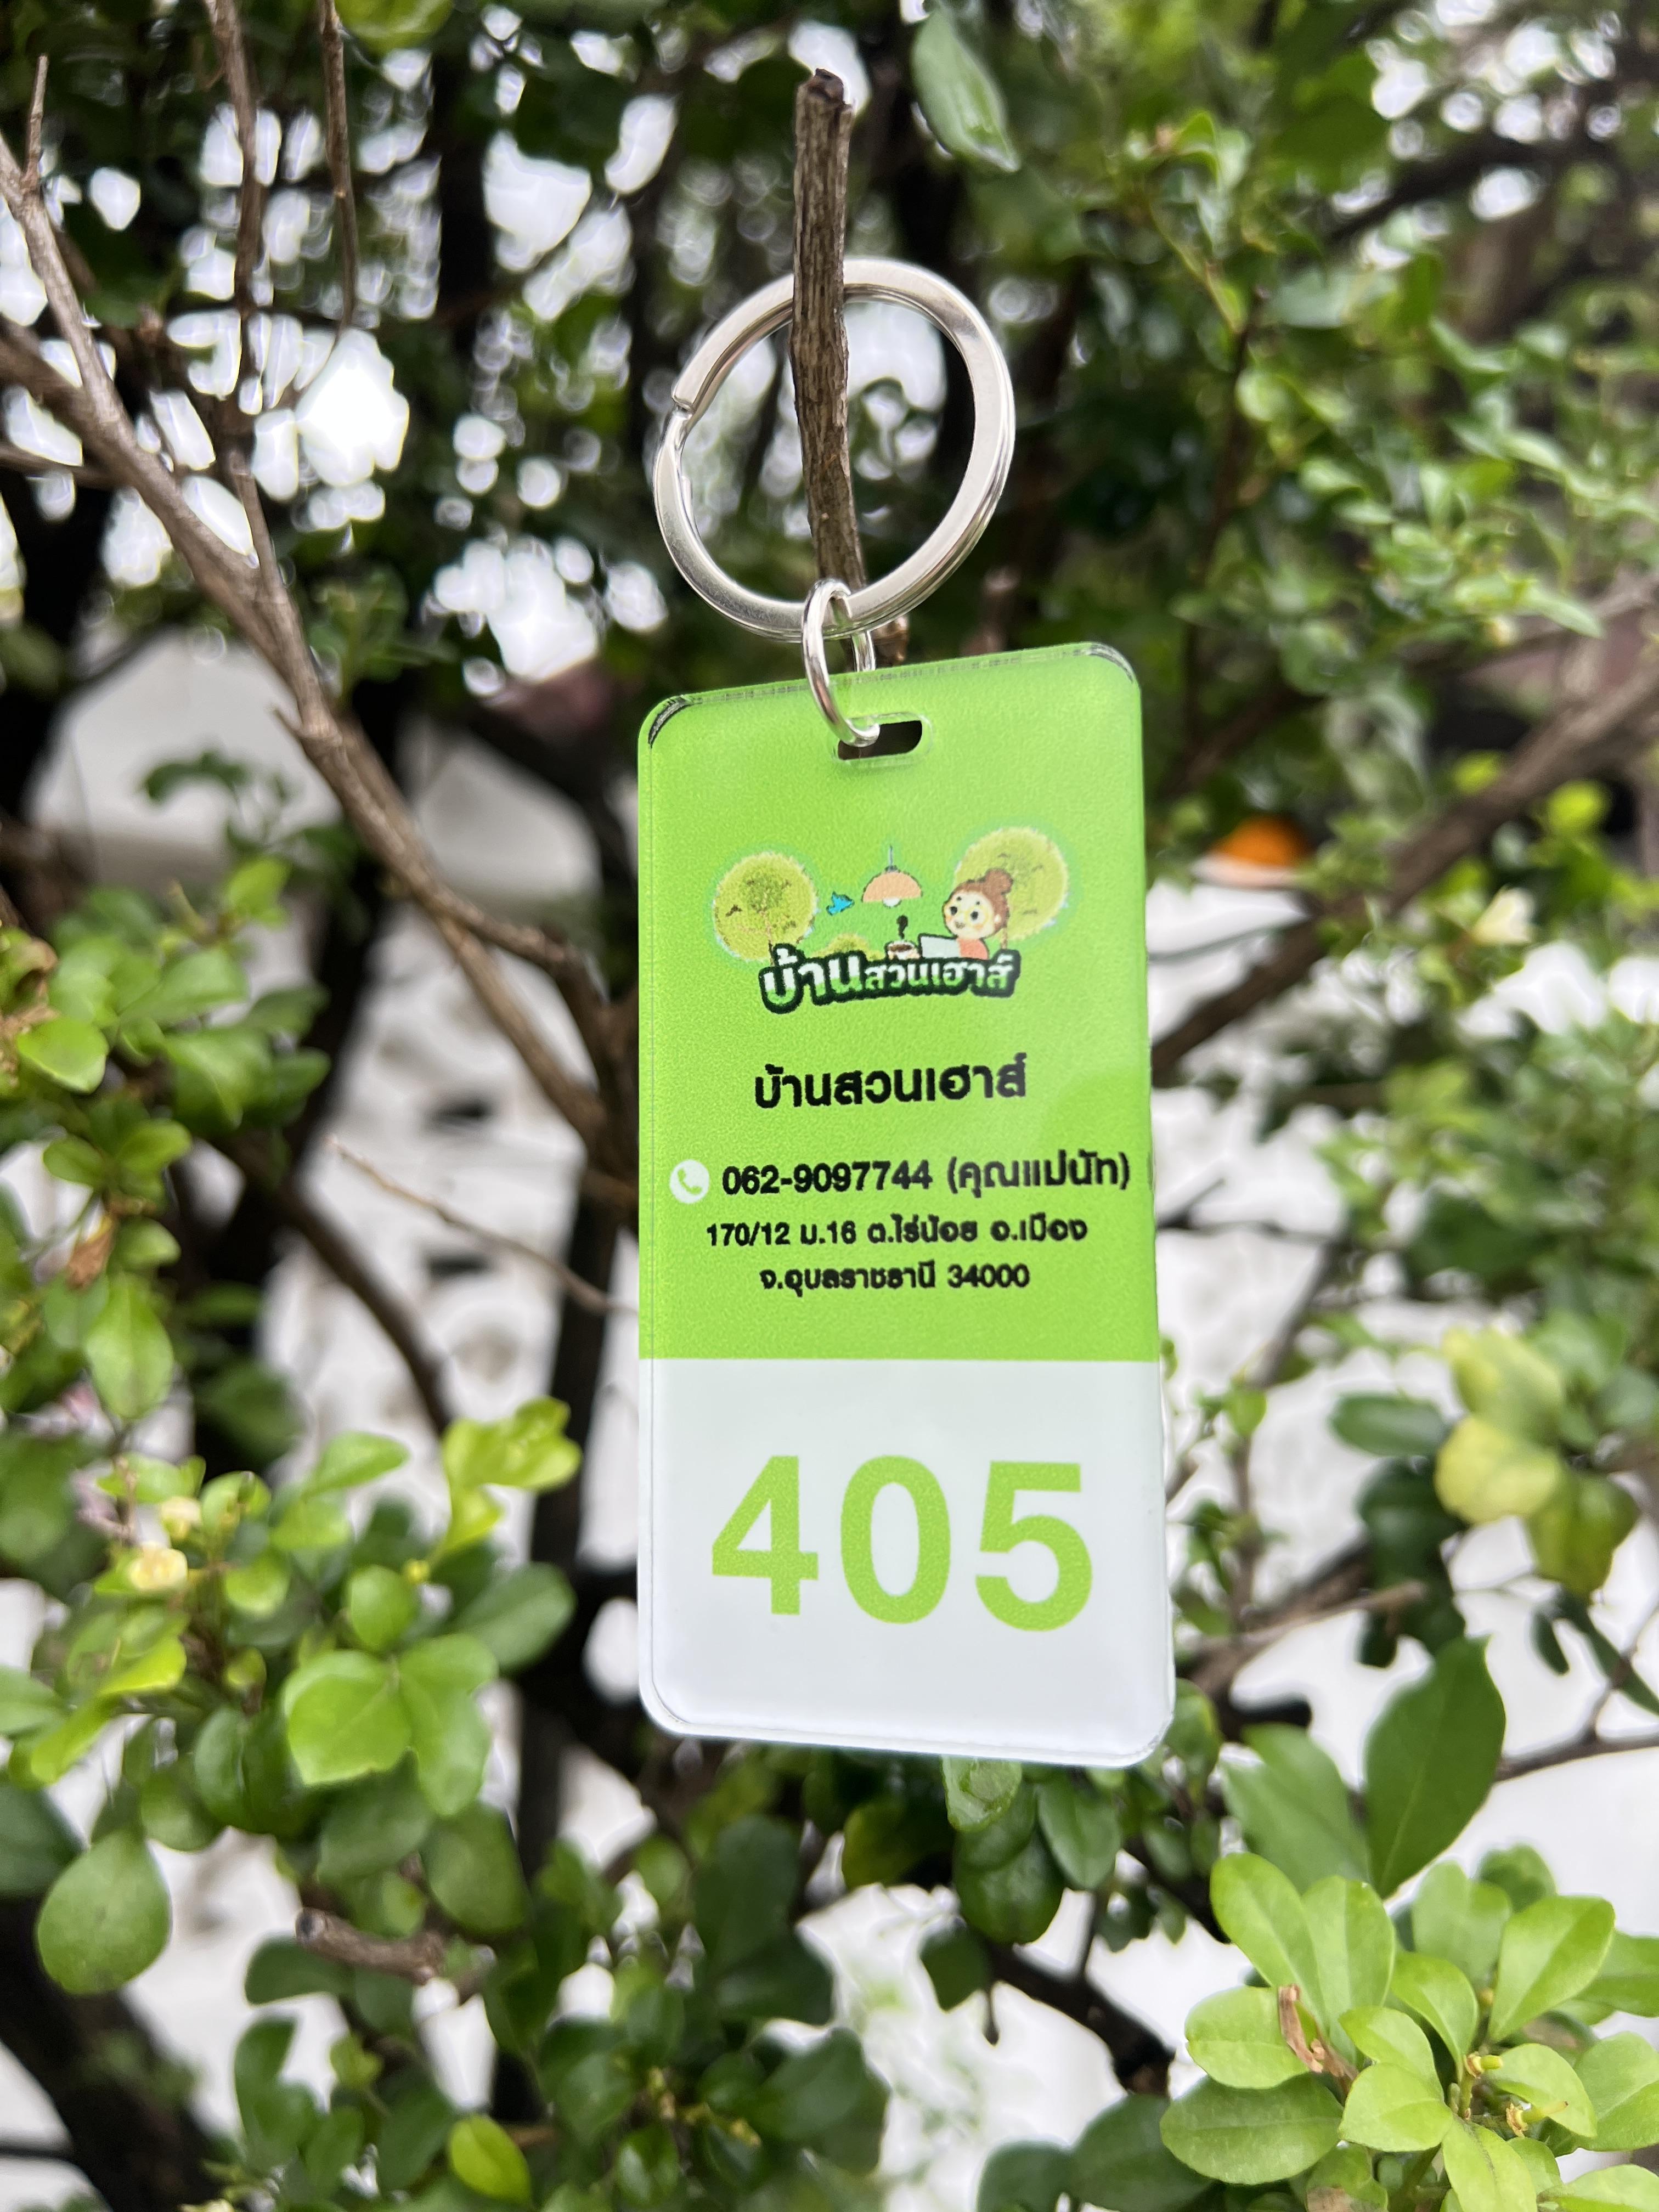 บ้านสวนเฮาส์
บ้านสวนเฮาส์
062-9097744 (คุณแม่นัท)
170/12 ม.16 ต.ไร่น้อย อ.เมือง
จ.อุบลราชธานี 34000
405